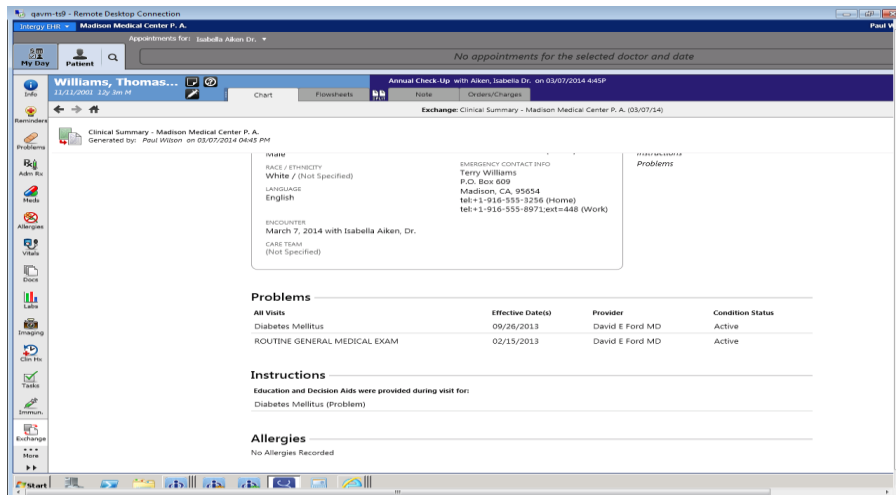 qavm-ts9 - Remote Desktop Connection
Intergy EHR Madison Medical Center P. A. Paul W
Appointments for: Isabella Aiken Dr.
My Day Patient No appointments for the selected doctor and date
Williams, Thomas...
11/11/2001 12y 3m M
Annual Check-Up with Aiken, Isabella Dr. on 03/07/2014 4:45P
Chart Flowsheets Note Orders/Charges
Exchange: Clinical Summary - Madison Medical Center P. A. (03/07/14)
Info
Reminders
Problems
Adm Rx
Meds
Allergies
Vitals
Docs
Labs
Imaging
Clin Hx
Tasks
Immun.
Exchange
More
Clinical Summary - Madison Medical Center P. A.
Generated by: Paul Wilson on 03/07/2014 04:45 PM
Male
RACE / ETHNICITY
White / (Not Specified)
LANGUAGE
English
ENCOUNTER
March 7, 2014 with Isabella Aiken, Dr.
CARE TEAM
(Not Specified)
EMERGENCY CONTACT INFO
Terry Williams
P.O. Box 609
Madison, CA, 95654
tel:+1-916-555-3256 (Home)
tel:+1-916-555-8971;ext=448 (Work)
Instructions
Problems
Problems
All Visits Effective Date(s) Provider Condition Status
Diabetes Mellitus 09/26/2013 David E Ford MD Active
ROUTINE GENERAL MEDICAL EXAM 02/15/2013 David E Ford MD Active
Instructions
Education and Decision Aids were provided during visit for:
Diabetes Mellitus (Problem)
Allergies
No Allergies Recorded
Start